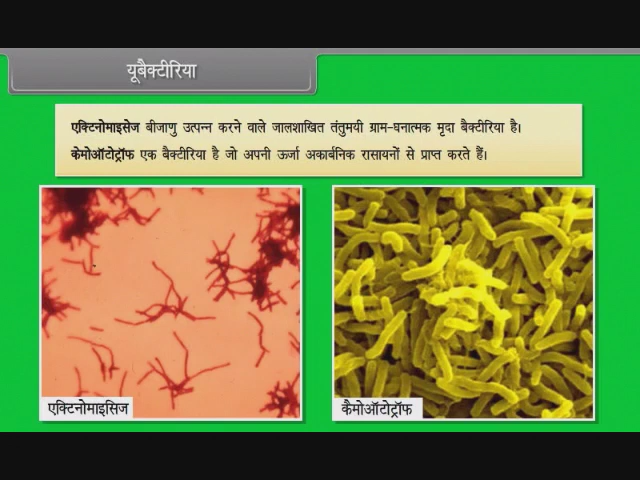 यूबैक्टीरिया
एक्टिनोमाइसेज बीजाणु उत्पन्न करने वाले जालशाखित तंतुमयी ग्राम-घनात्मक मृदा बैक्टीरिया है।
केमोऑटोट्रॉफ एक बैक्टीरिया है जो अपनी ऊर्जा अकार्बनिक रासायनों से प्राप्त करते हैं।
एक्टिनोमाइसिज
कैमोऑटोट्रॉफ